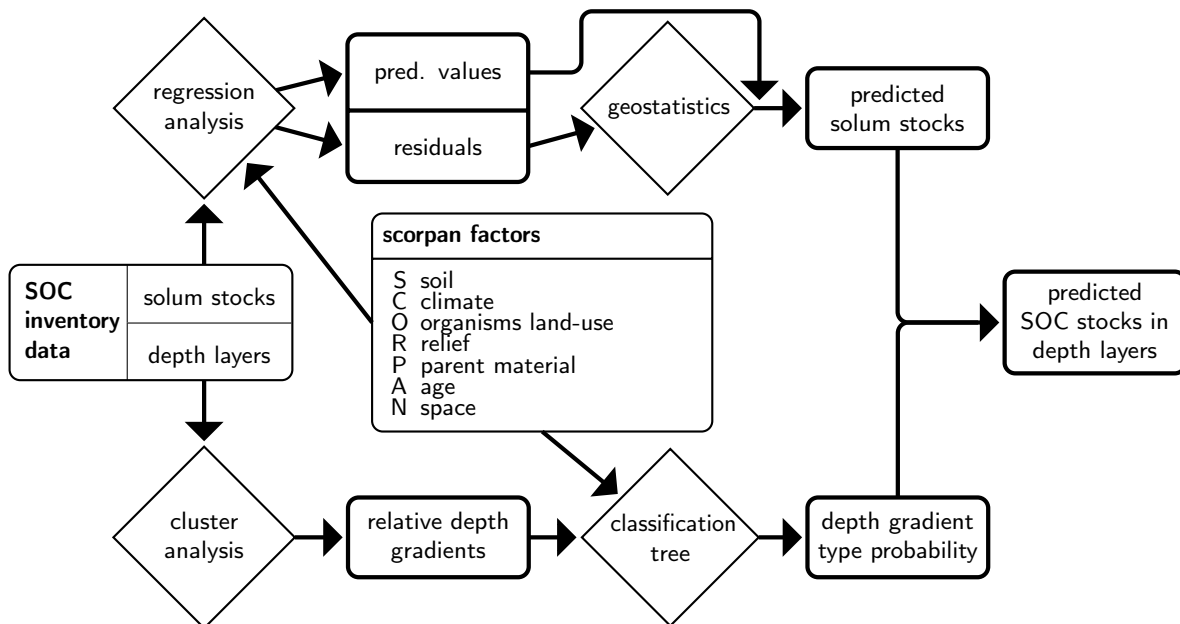 regression
analysis
pred. values
residuals
geostatistics
predicted
solum stocks
SOC
inventory
data
solum stocks
depth layers
scorpan factors
S soil
C climate
O organisms land-use
R relief
P parent material
A age
N space
predicted
SOC stocks in
depth layers
cluster
analysis
relative depth
gradients
classification
tree
depth gradient
type probability